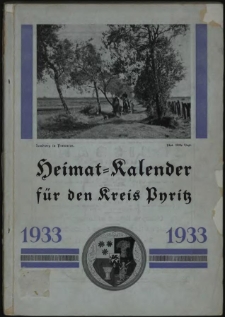 Heimat=Kalender
für den Kreis Pyritz
1933 1933